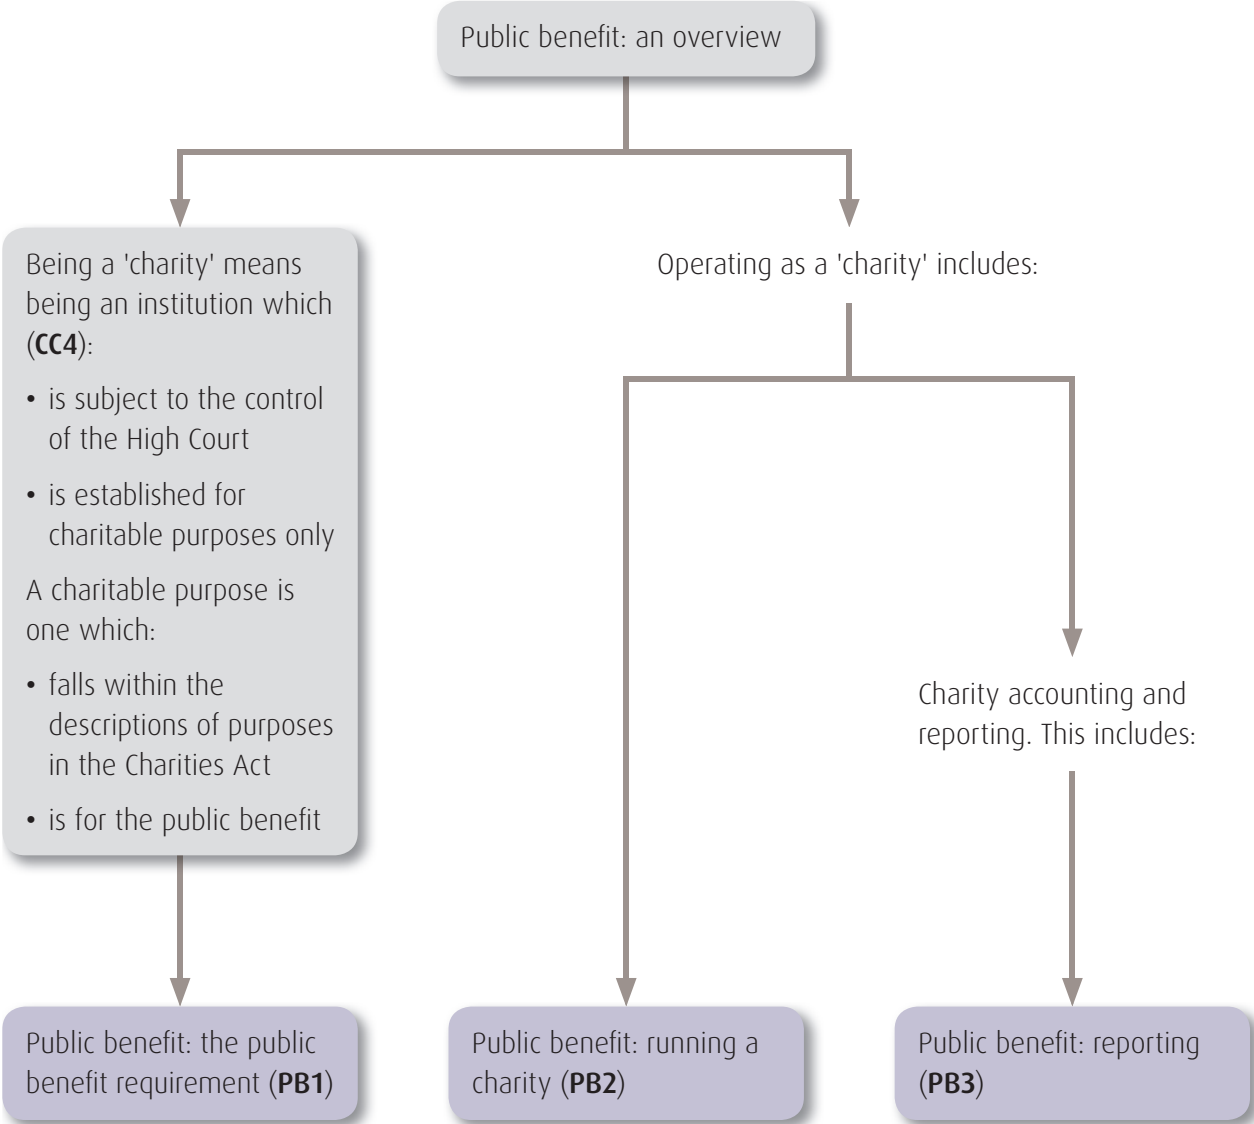 Public benefit: an overview
Being a 'charity' means
being an institution which
(CC4):
• is subject to the control
of the High Court
• is established for
charitable purposes only
A charitable purpose is
one which:
• falls within the
descriptions of purposes
in the Charities Act
• is for the public benefit
Operating as a 'charity' includes:
Charity accounting and
reporting. This includes:
Public benefit: the public
benefit requirement (PB1)
Public benefit: running a
charity (PB2)
Public benefit: reporting
(PB3)